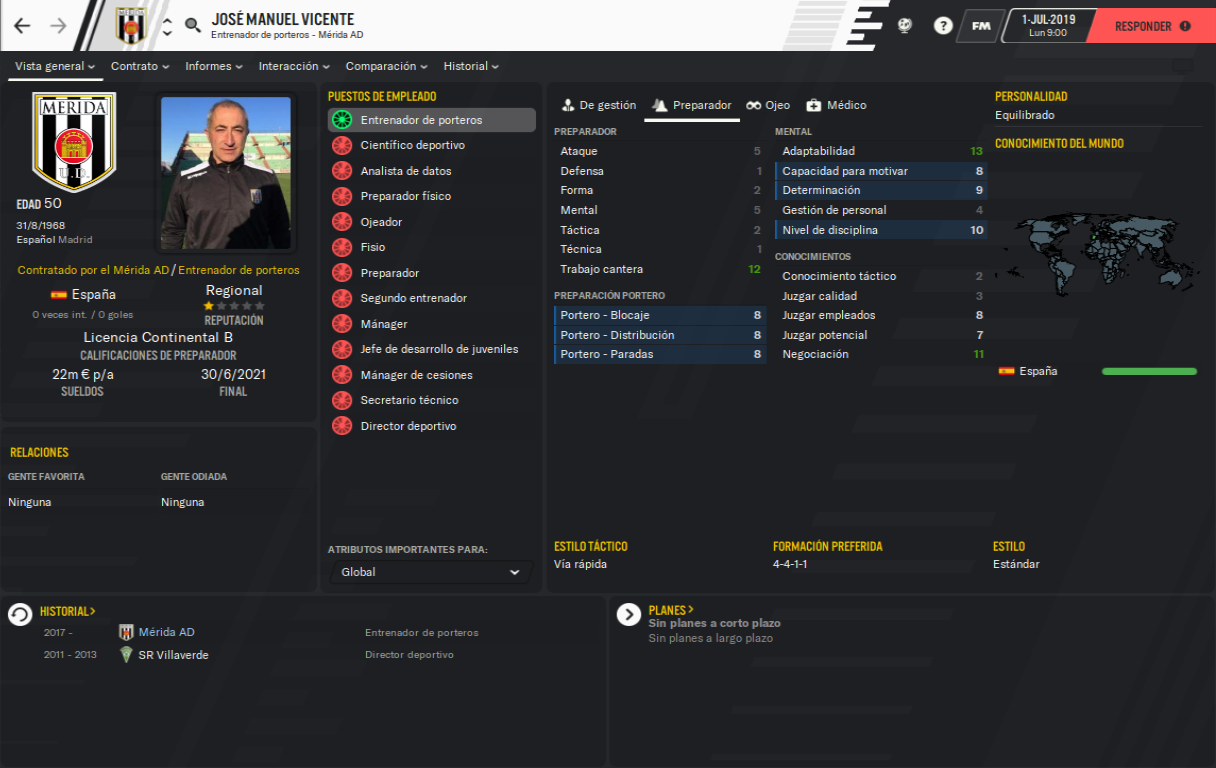 JOSÉ MANUEL VICENTE
Entrenador de porteros - Mérida AD
?
FM
1-JUL-2019
Lun 9:00
RESPONDER
Vista general
Contrato
Informes
Interacción
Comparación
Historial
MERIDA
U.D.
EDAD 50
31/8/1968
Español Madrid
Contratado por el Mérida AD / Entrenador de porteros
España
0 veces int. / 0 goles
Regional
REPUTACIÓN
Licencia Continental B
CALIFICACIONES DE PREPARADOR
22m € p/a
SUELDOS
30/6/2021
FINAL
RELACIONES
GENTE FAVORITA
GENTE ODIADA
Ninguna
Ninguna
PUESTOS DE EMPLEADO
Entrenador de porteros
Científico deportivo
Analista de datos
Preparador físico
Ojeador
Fisio
Preparador
Segundo entrenador
Mánager
Jefe de desarrollo de juveniles
Mánager de cesiones
Secretario técnico
Director deportivo
ATRIBUTOS IMPORTANTES PARA:
Global
De gestión
Preparador
Ojeo
Médico
PREPARADOR
Ataque 5
Defensa 1
Forma 2
Mental 5
Táctica 2
Técnica 1
Trabajo cantera 12
PREPARACIÓN PORTERO
Portero - Blocaje 8
Portero - Distribución 8
Portero - Paradas 8
MENTAL
Adaptabilidad 13
Capacidad para motivar 8
Determinación 9
Gestión de personal 4
Nivel de disciplina 10
CONOCIMIENTOS
Conocimiento táctico 2
Juzgar calidad 3
Juzgar empleados 8
Juzgar potencial 7
Negociación 11
PERSONALIDAD
Equilibrado
CONOCIMIENTO DEL MUNDO
España
ESTILO TÁCTICO
Vía rápida
FORMACIÓN PREFERIDA
4-4-1-1
ESTILO
Estándar
HISTORIAL >
2017 - Mérida AD Entrenador de porteros
2011 - 2013 SR Villaverde Director deportivo
PLANES >
Sin planes a corto plazo
Sin planes a largo plazo